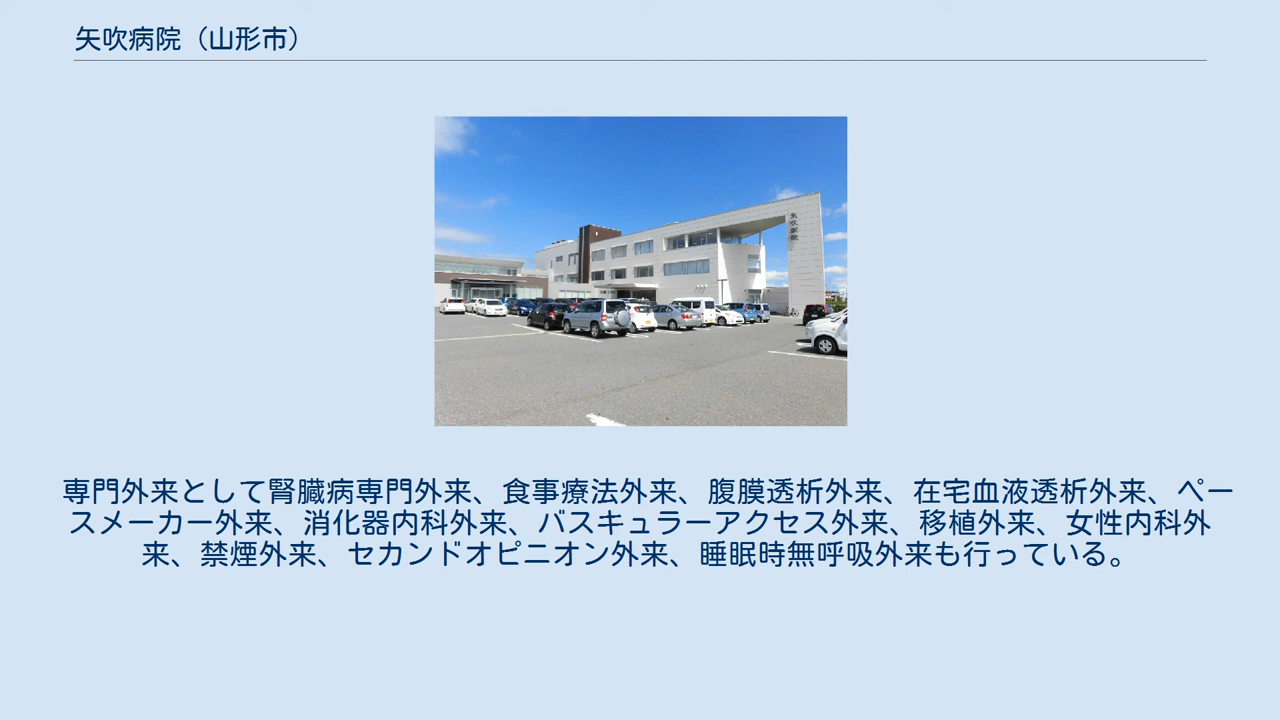 矢吹病院（山形市）
矢吹病院
専門外来として腎臓病専門外来、食事療法外来、腹膜透析外来、在宅血液透析外来、ペー
スメーカー外来、消化器内科外来、バスキュラーアクセス外来、移植外来、女性内科外
来、禁煙外来、セカンドオピニオン外来、睡眠時無呼吸外来も行っている。